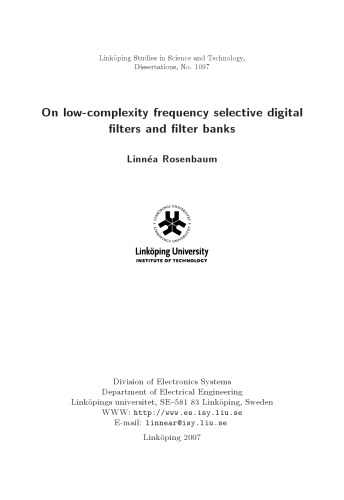 Linköping Studies in Science and Technology,
Dissertations, No. 1097
On low-complexity frequency selective digital
filters and filter banks
Linnéa Rosenbaum
Linköping University
INSTITUTE OF TECHNOLOGY
Division of Electronics Systems
Department of Electrical Engineering
Linköpings universitet, SE–581 83 Linköping, Sweden
WWW: http://www.es.isy.liu.se
E-mail: linnear@isy.liu.se
Linköping 2007